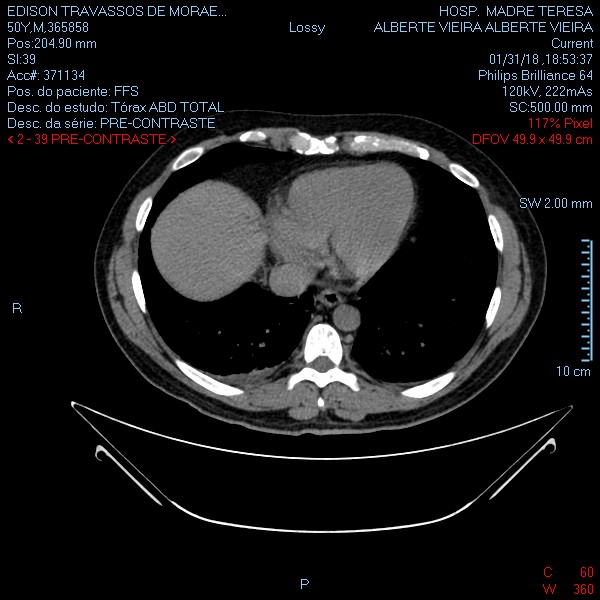 EDISON TRAVASSOS DE MORAE...
50Y,M,365858
Pos:204.90 mm
SI:39
Acc#: 371134
Pos. do paciente: FFS
Desc. do estudo: Tórax ABD TOTAL
Desc. da série: PRE-CONTRASTE
< 2 - 39 PRE-CONTRASTE >
Lossy
HOSP. MADRE TERESA
ALBERTE VIEIRA ALBERTE VIEIRA
Current
01/31/18 ,18:53:37
Philips Brilliance 64
120kV, 222mAs
SC:500.00 mm
117% Pixel
DFOV 49.9 x 49.9 cm
SW 2.00 mm
R
10 cm
P
C 60
W 360